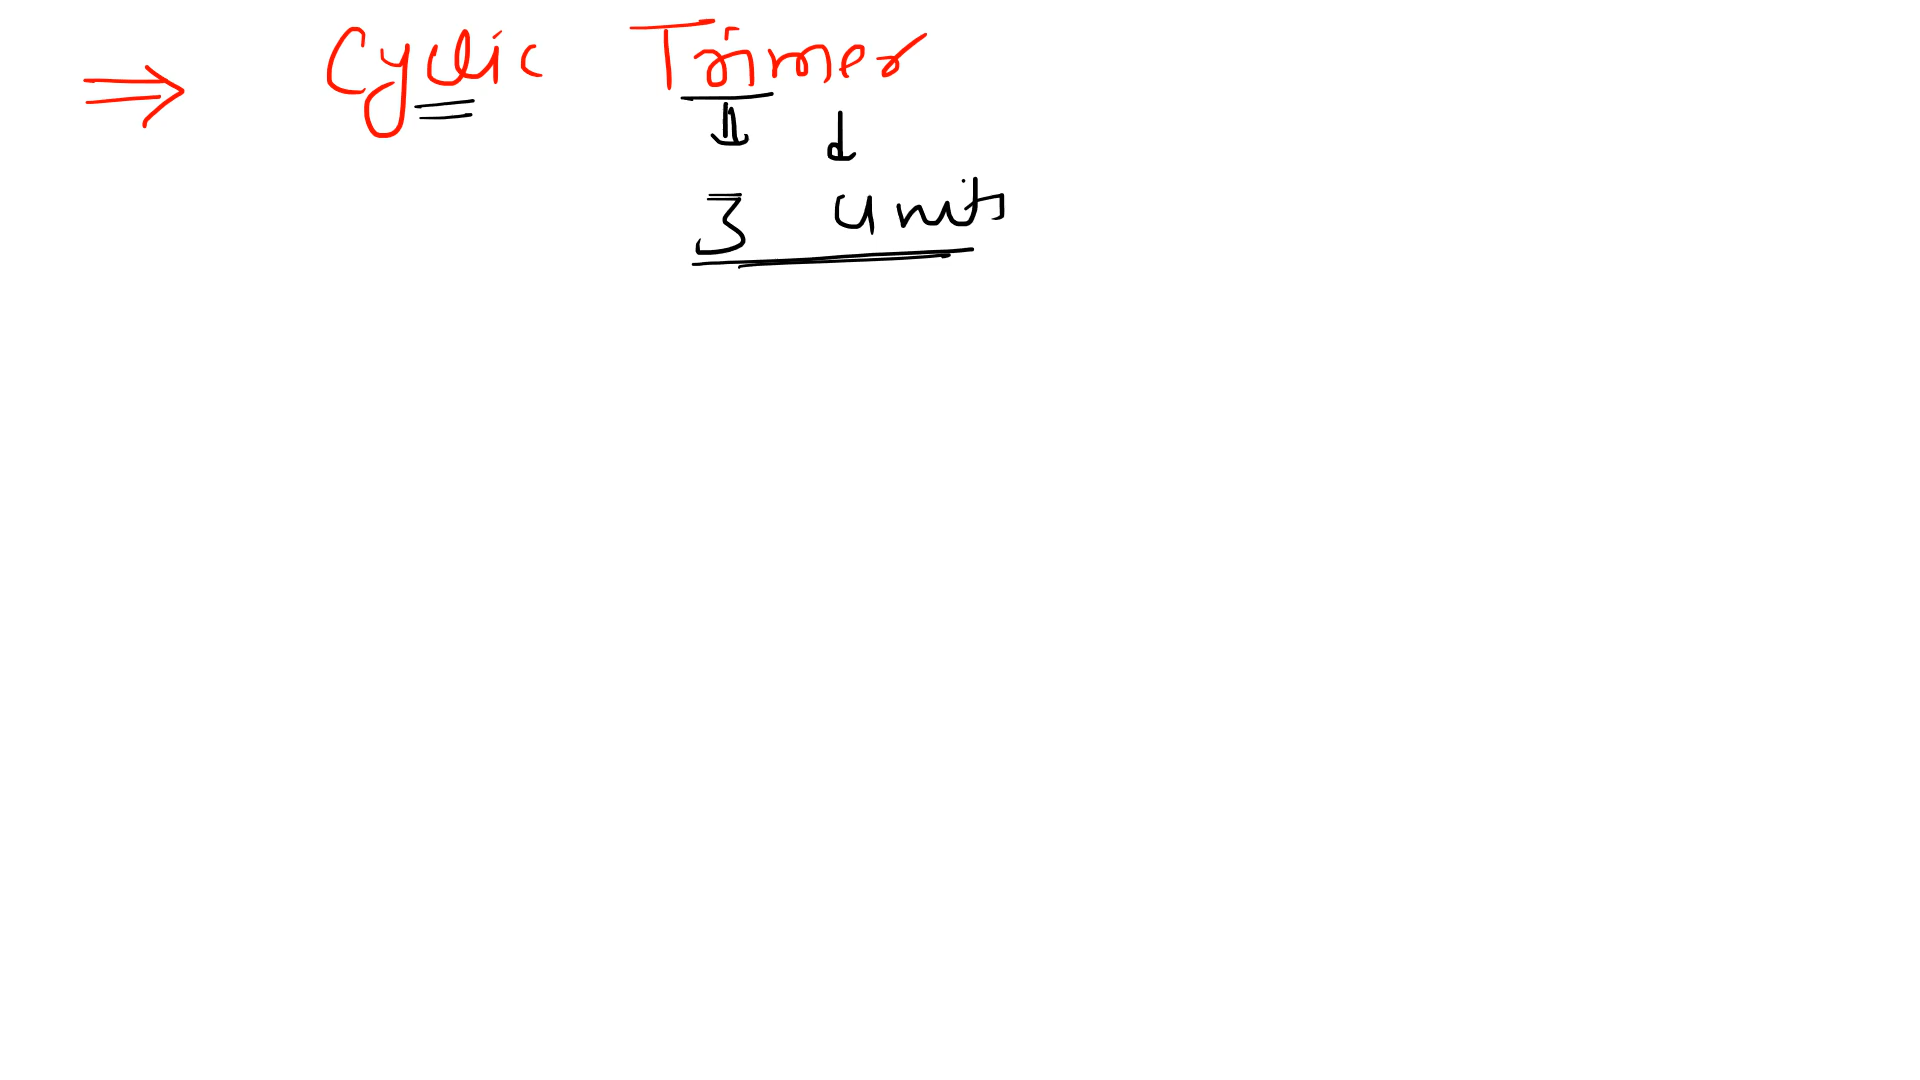 ⇒ Cyclic Trimer
↓ ↓
3 units